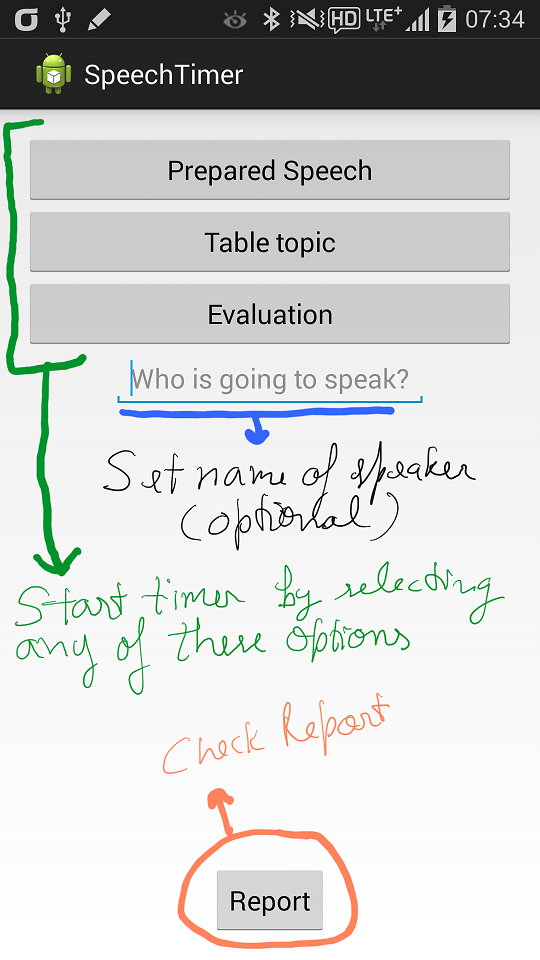 HD LTE+ 07:34
SpeechTimer
Prepared Speech
Table topic
Evaluation
Who is going to speak?
Set name of speaker
(optional)
Start timer by selecting
any of these options
Check Report
Report